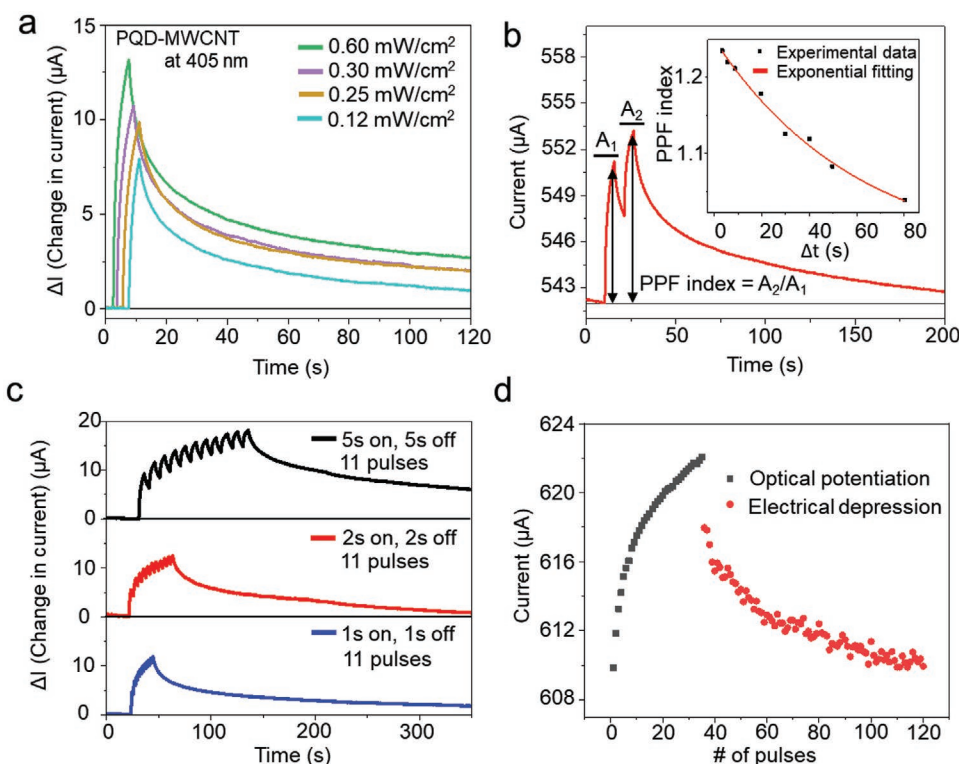 a
ΔI (Change in current) (μA)
15
10
5
0
PQD-MWCNT
at 405 nm
0.60 mW/cm²
0.30 mW/cm²
0.25 mW/cm²
0.12 mW/cm²
0 20 40 60 80 100 120
Time (s)
b
Current (μA)
558
555
552
549
546
543
A₁
A₂
PPF index = A₂/A₁
PPF index
1.2
1.1
Experimental data
Exponential fitting
0 20 40 60 80
Δt (s)
0 50 100 150 200
Time (s)
c
ΔI (Change in current) (μA)
20
10
0
5s on, 5s off
11 pulses
10
0
2s on, 2s off
11 pulses
10
0
1s on, 1s off
11 pulses
0 100 200 300
Time (s)
d
Current (μA)
624
620
616
612
608
Optical potentiation
Electrical depression
0 20 40 60 80 100 120
# of pulses